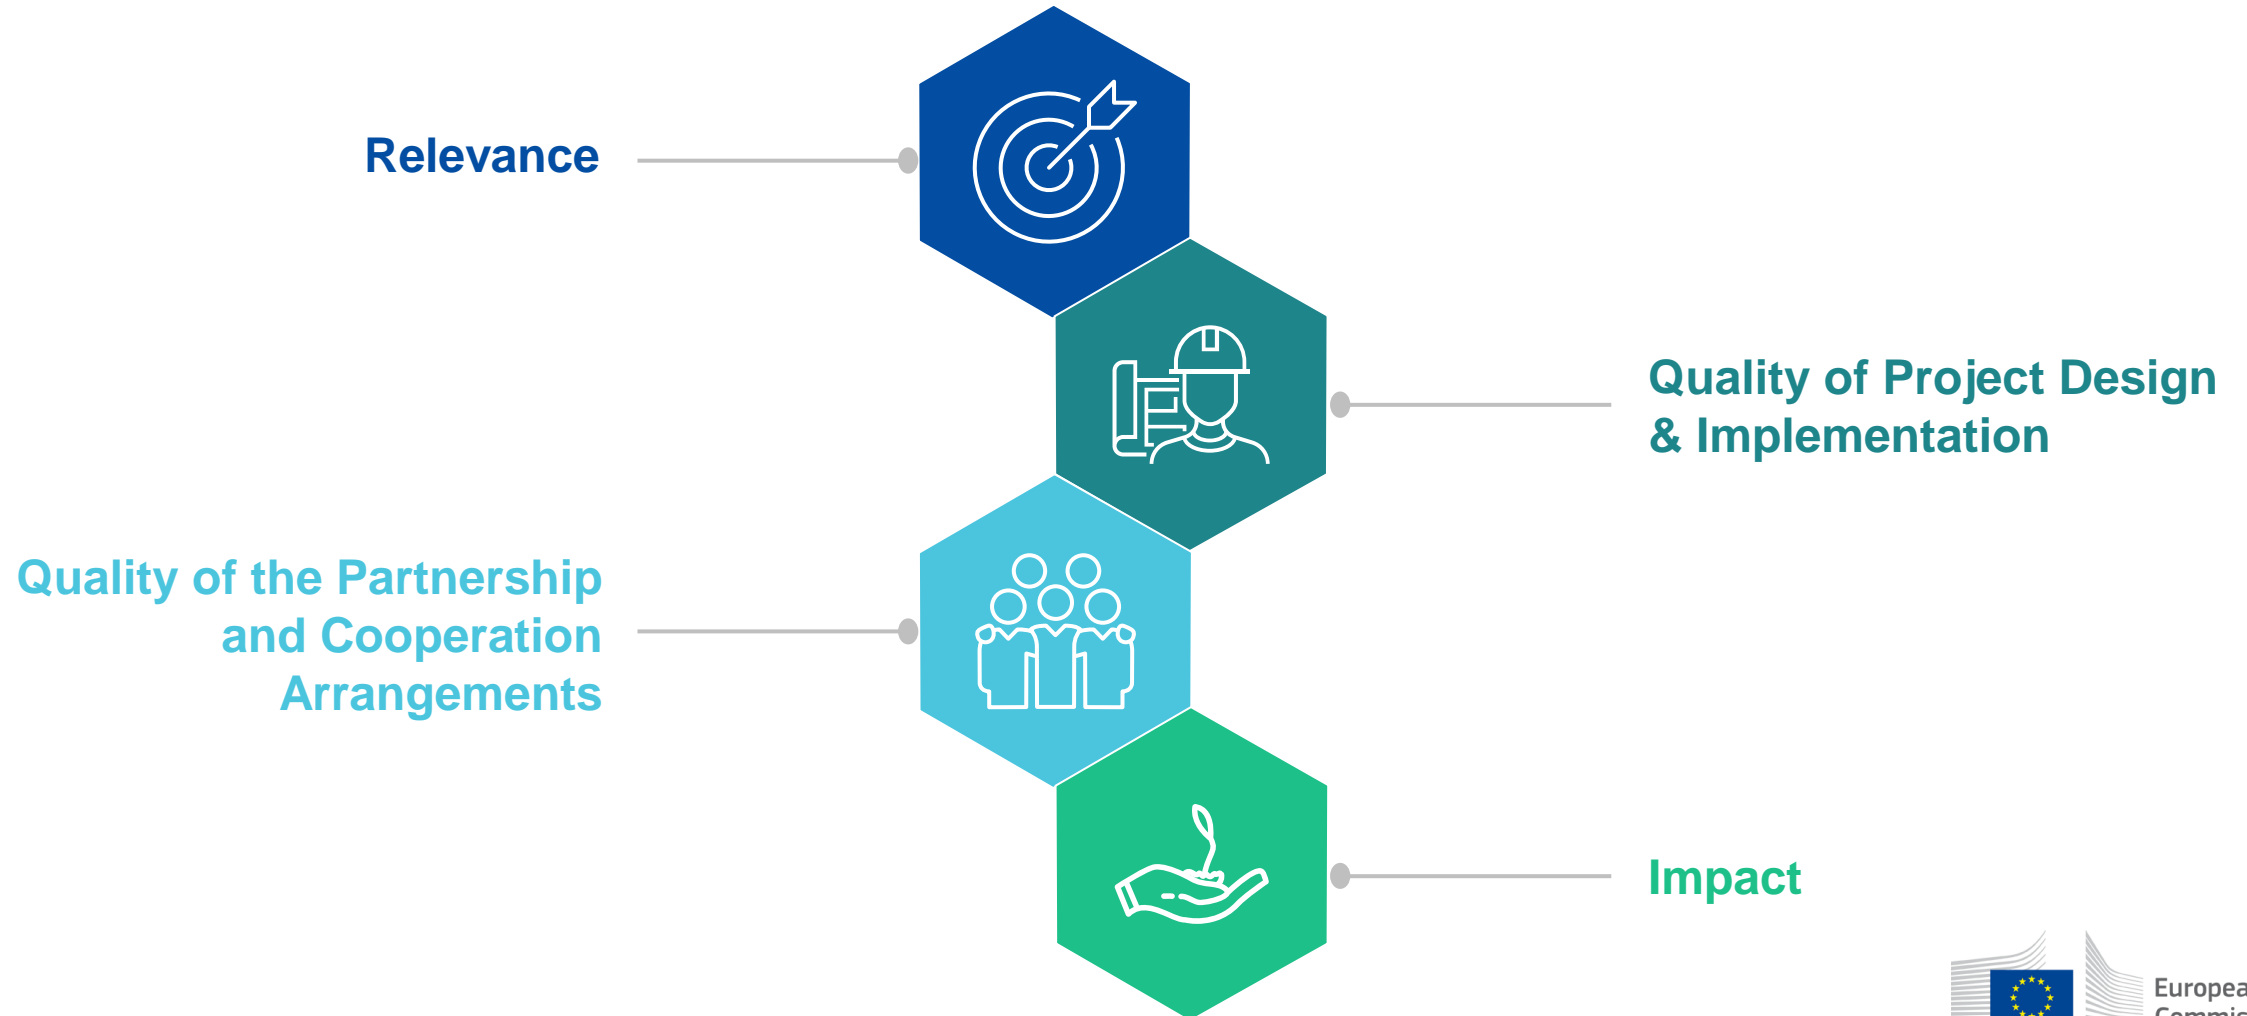 Relevance
Quality of Project Design
& Implementation
Quality of the Partnership
and Cooperation
Arrangements
Impact